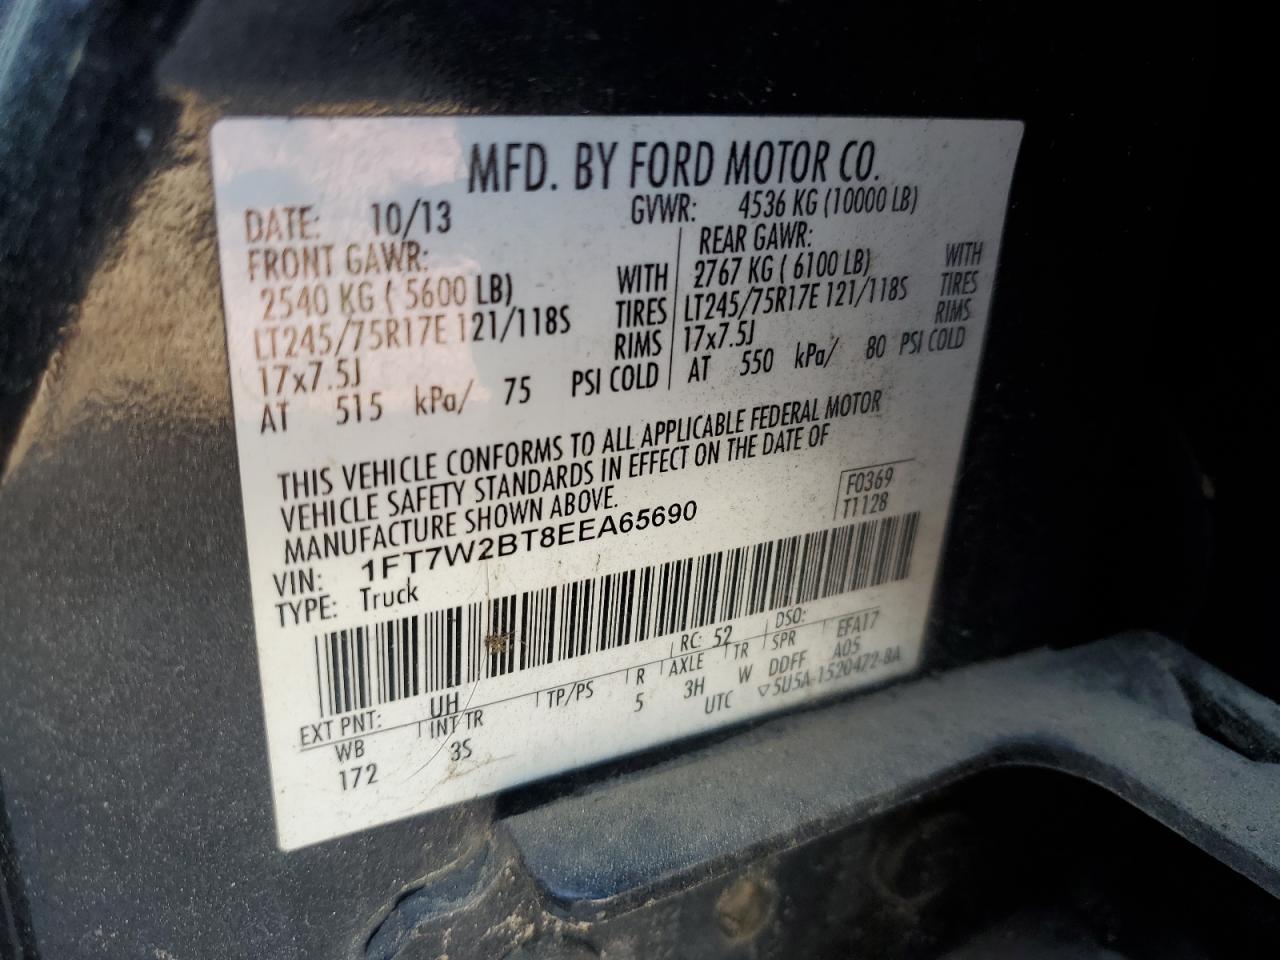 MFD. BY FORD MOTOR CO.
DATE: 10/13 GVWR: 4536 KG (10000 LB)
FRONT GAWR: REAR GAWR:
2540 KG ( 5600 LB) WITH 2767 KG ( 6100 LB) WITH
LT245/75R17E 121/118S TIRES LT245/75R17E 121/118S TIRES
17x7.5J RIMS 17x7.5J RIMS
AT 515 kPa/ 75 PSI COLD AT 550 kPa/ 80 PSI COLD
THIS VEHICLE CONFORMS TO ALL APPLICABLE FEDERAL MOTOR
VEHICLE SAFETY STANDARDS IN EFFECT ON THE DATE OF
MANUFACTURE SHOWN ABOVE.
F0369
T1128
VIN: 1FT7W2BT8EEA65690
TYPE: Truck
EXT PNT: UH RC: 52 DSO:
WB INT TR TP/PS R AXLE TR SPR EFA17
172 3S 5 3H W DDFF A05
UTC ▽5U5A-1520472-8A